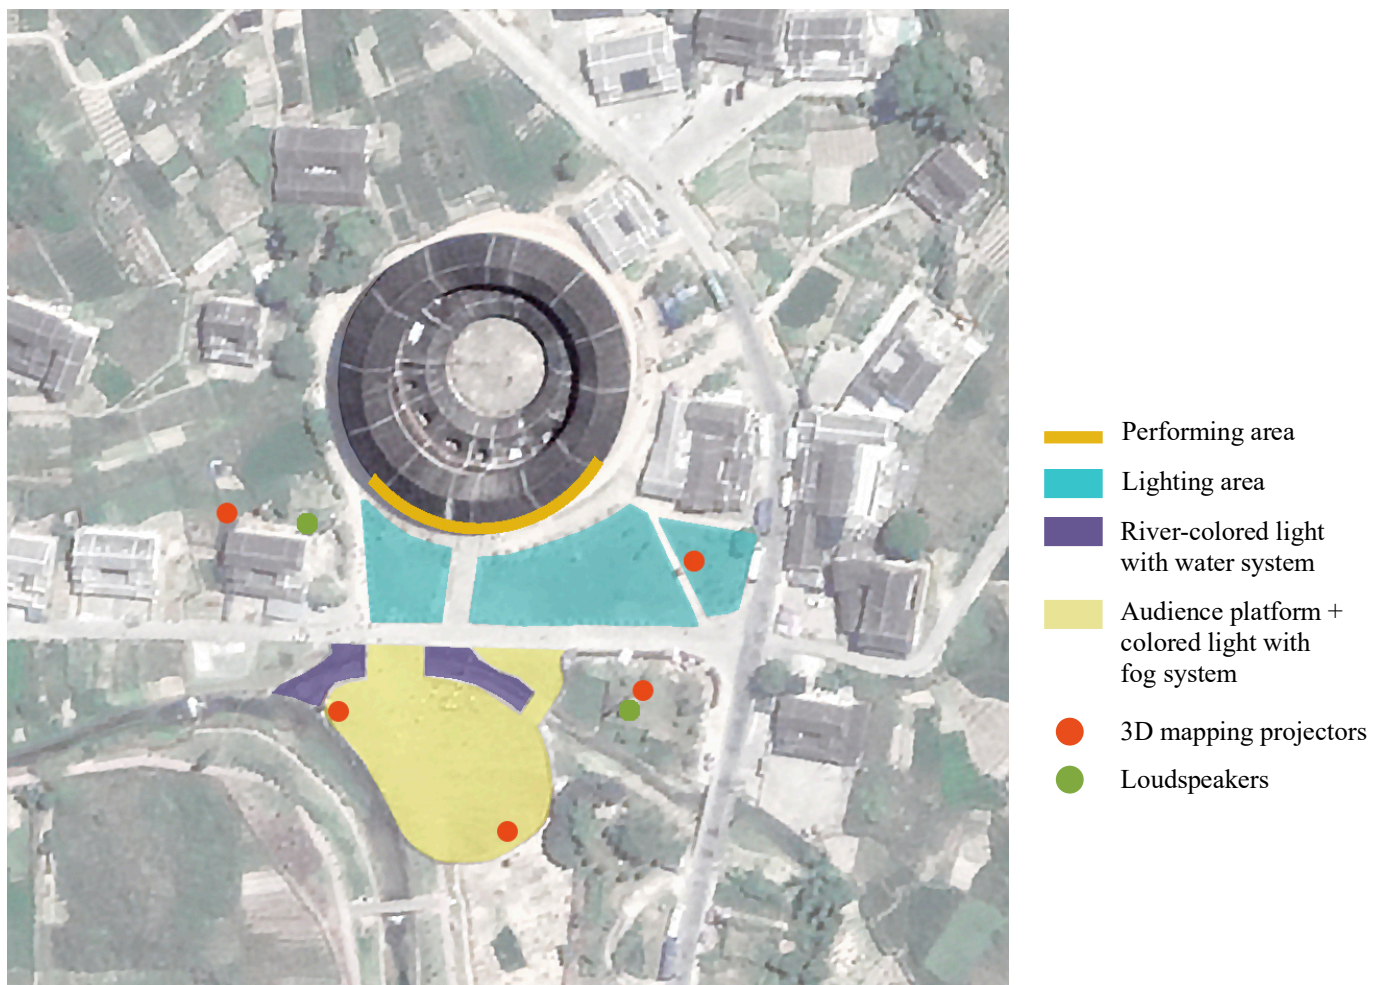 Performing area
Lighting area
River-colored light
with water system
Audience platform +
colored light with
fog system
3D mapping projectors
Loudspeakers